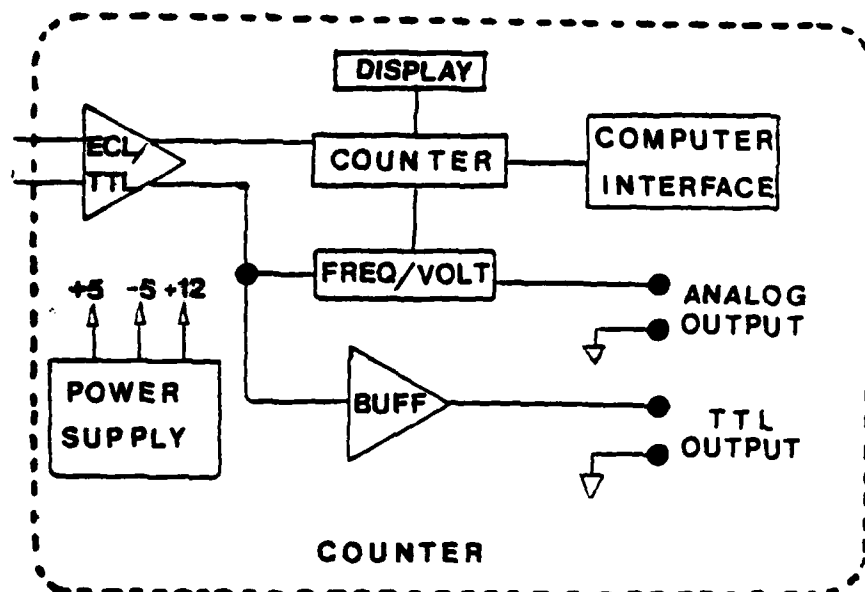 DISPLAY
ECL/
TTL
COUNTER
COMPUTER
INTERFACE
FREQ/VOLT
ANALOG
OUTPUT
+5 -5 +12
POWER
SUPPLY
BUFF
TTL
OUTPUT
COUNTER